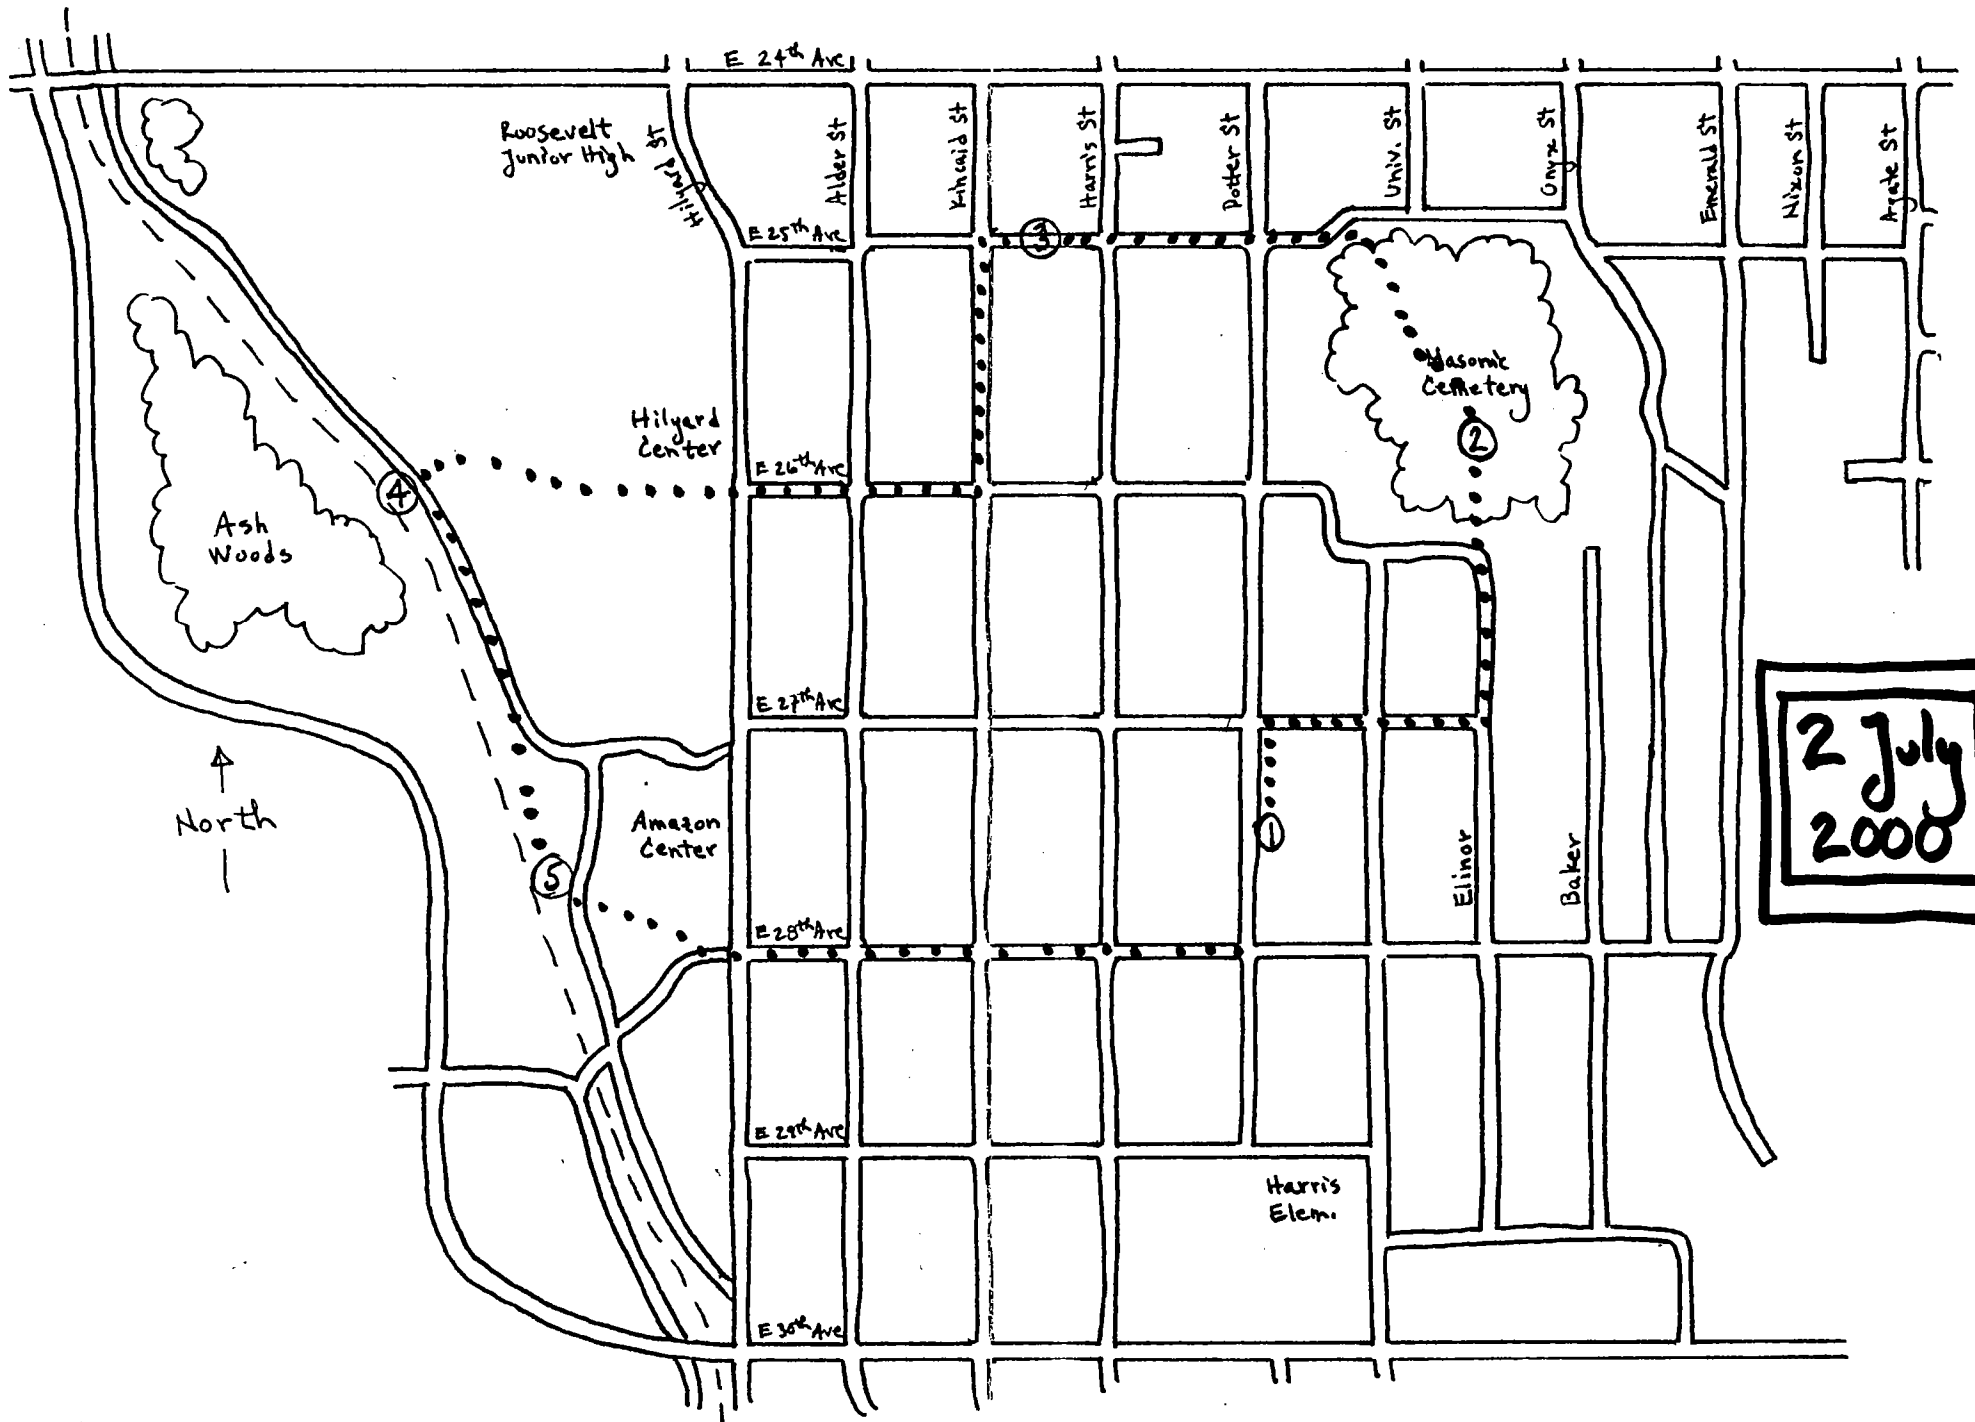 E 24th Ave
Roosevelt
Junior High
Hilyard St
Alder St
Kincaid St
Harris St
Potter St
Univ. St
Onyx St
Emerald St
Nixon St
Agate St
E 25th Ave
3
Masonic
Cemetery
2
Hilyard
Center
E 26th Ave
4
Ash
Woods
E 27th Ave
2 July
2000
North
Amazon
Center
1
Elinor
Baker
5
E 28th Ave
E 29th Ave
Harris
Elem.
E 30th Ave